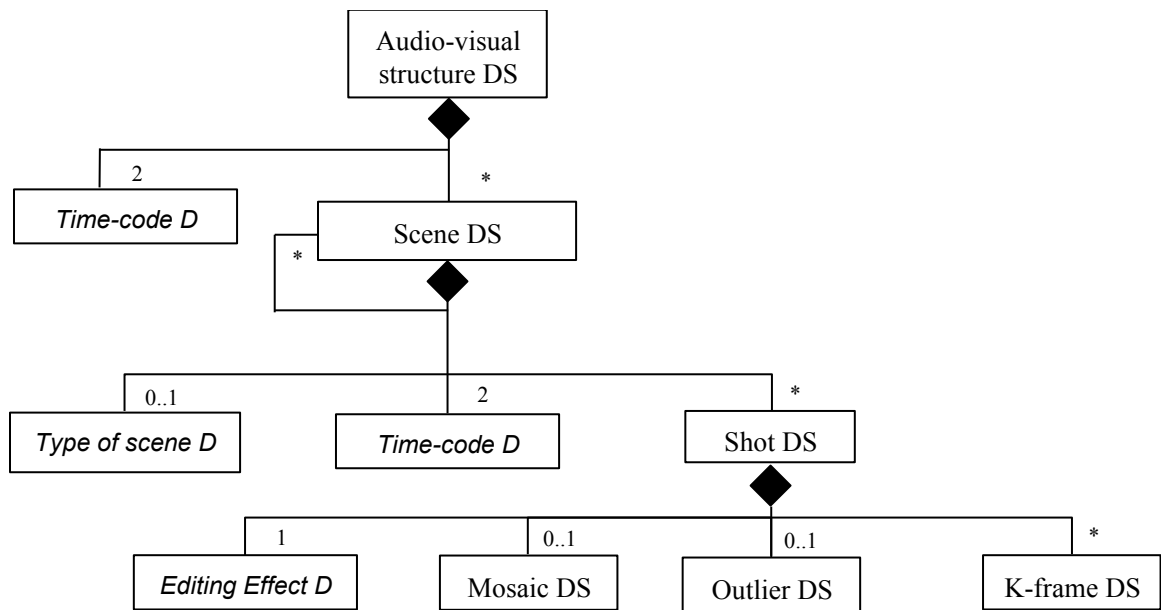 Audio-visual
structure DS
2
*
Time-code D
Scene DS
*
0..1
2
*
Type of scene D
Time-code D
Shot DS
1
0..1
0..1
*
Editing Effect D
Mosaic DS
Outlier DS
K-frame DS